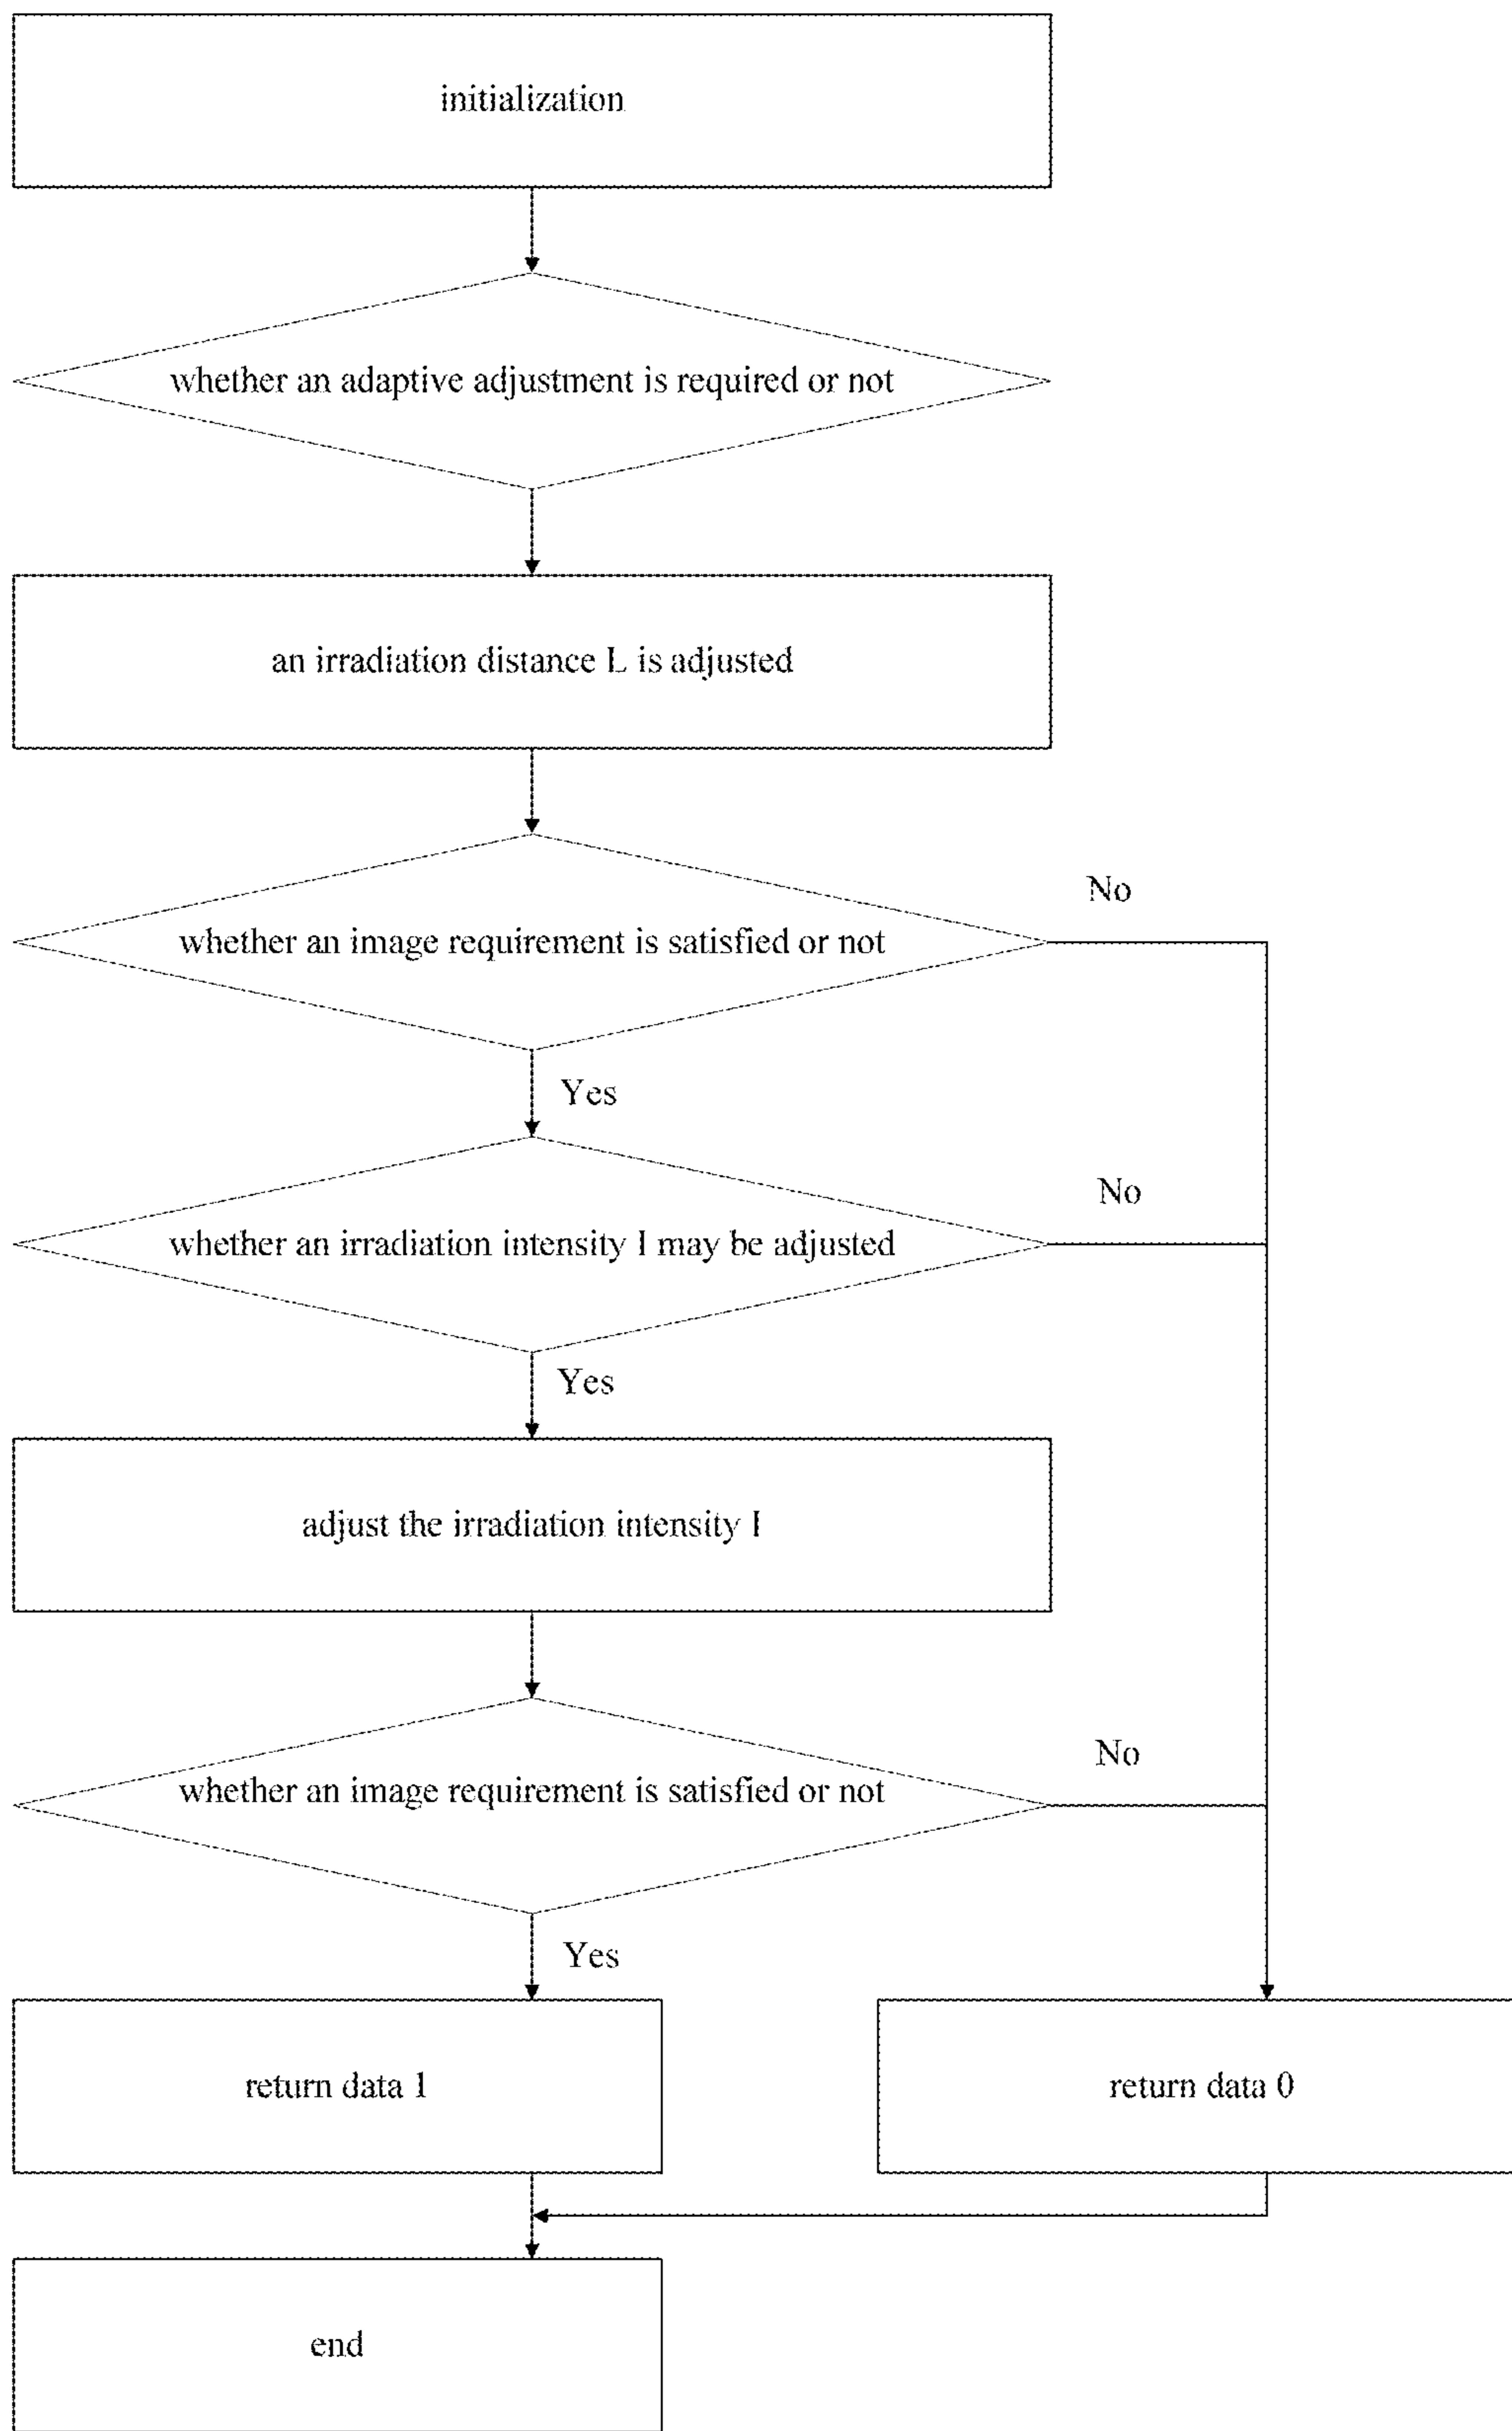 initialization
whether an adaptive adjustment is required or not
an irradiation distance L is adjusted
No
whether an image requirement is satisfied or not
Yes
No
whether an irradiation intensity I may be adjusted
Yes
adjust the irradiation intensity I
No
whether an image requirement is satisfied or not
Yes
return data 1
return data 0
end